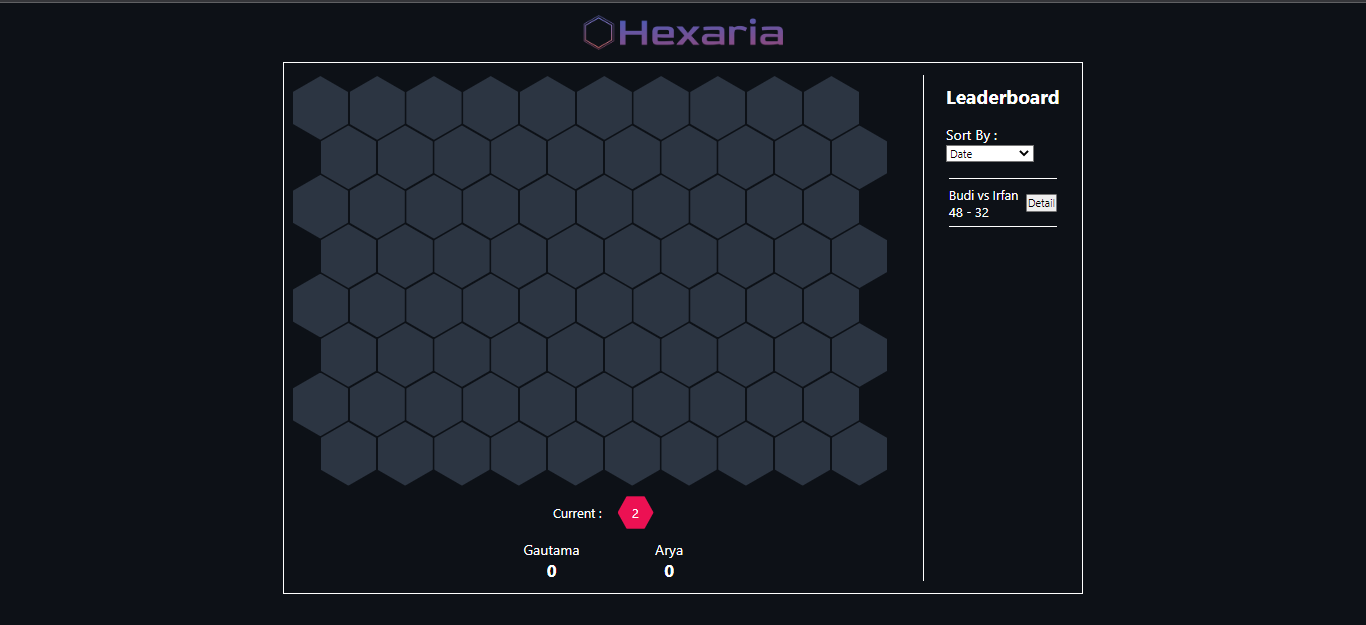 Hexaria
Leaderboard
Sort By :
Date
Budi vs Irfan
48 - 32
Detail
Current :
2
Gautama
Arya
0
0